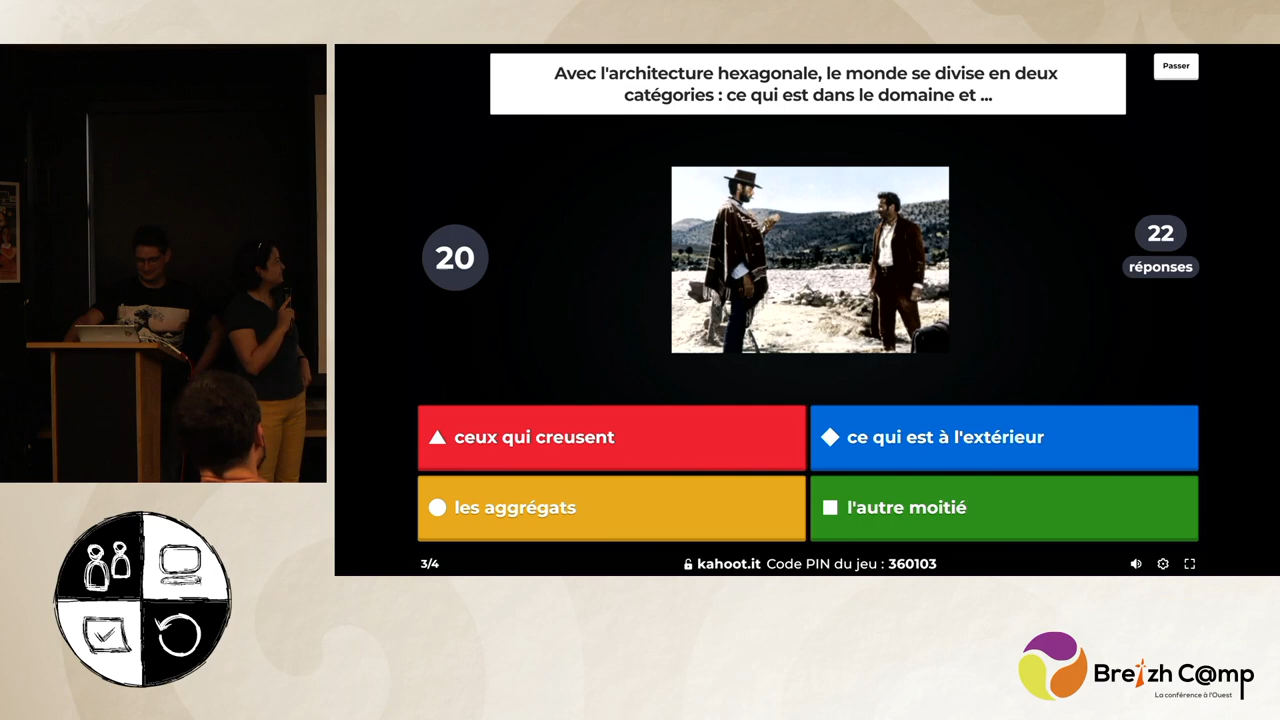 Avec l'architecture hexagonale, le monde se divise en deux
catégories : ce qui est dans le domaine et ...
Passer
20
22
réponses
ceux qui creusent
ce qui est à l'extérieur
les aggrégats
l'autre moitié
3/4
kahoot.it Code PIN du jeu : 360103
Breizh C@mp
La conférence à l'Ouest